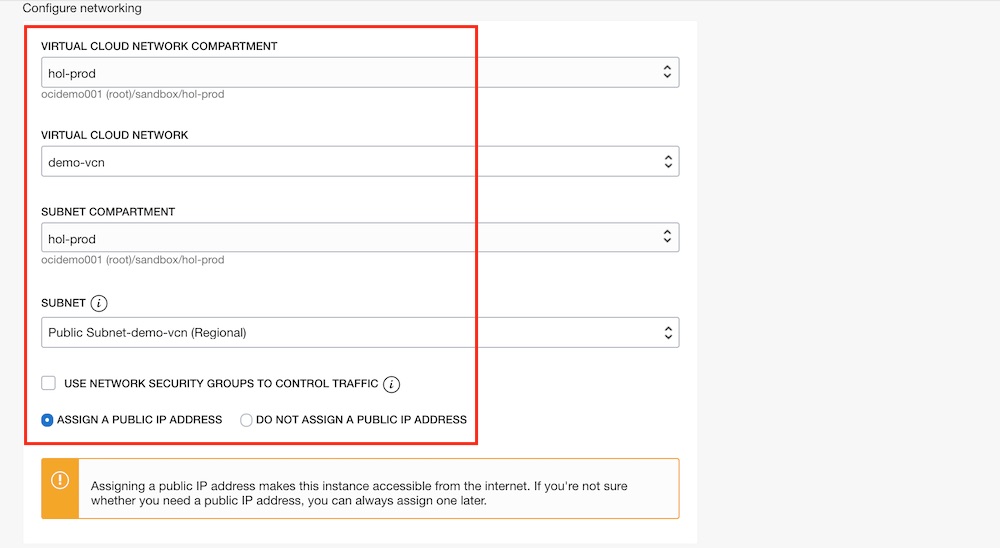 Configure networking
VIRTUAL CLOUD NETWORK COMPARTMENT
hol-prod
ocidemo001 (root)/sandbox/hol-prod
VIRTUAL CLOUD NETWORK
demo-vcn
SUBNET COMPARTMENT
hol-prod
ocidemo001 (root)/sandbox/hol-prod
SUBNET i
Public Subnet-demo-vcn (Regional)
USE NETWORK SECURITY GROUPS TO CONTROL TRAFFIC i
ASSIGN A PUBLIC IP ADDRESS DO NOT ASSIGN A PUBLIC IP ADDRESS
Assigning a public IP address makes this instance accessible from the internet. If you're not sure
whether you need a public IP address, you can always assign one later.